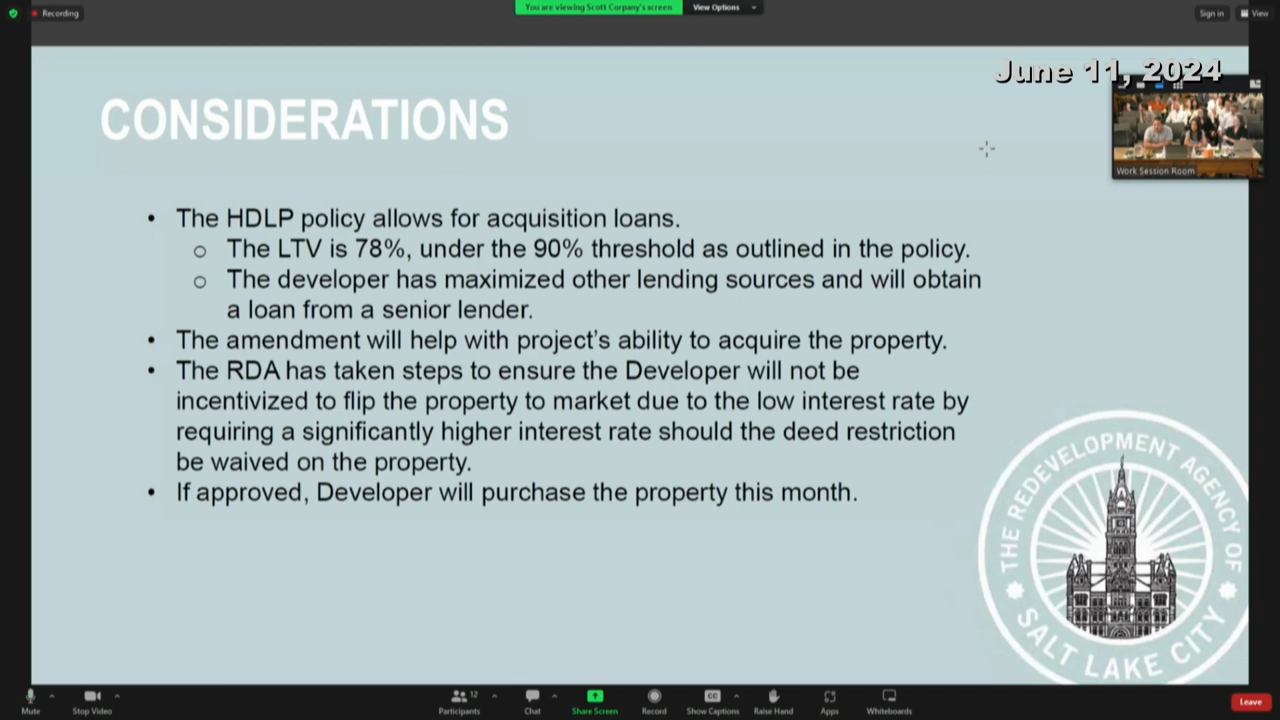 Recording
You are viewing Scott Corpany's screen
View Options
Sign in
View
June 11, 2024
Work Session Room
CONSIDERATIONS
• The HDLP policy allows for acquisition loans.
o The LTV is 78%, under the 90% threshold as outlined in the policy.
o The developer has maximized other lending sources and will obtain
a loan from a senior lender.
• The amendment will help with project's ability to acquire the property.
• The RDA has taken steps to ensure the Developer will not be
incentivized to flip the property to market due to the low interest rate by
requiring a significantly higher interest rate should the deed restriction
be waived on the property.
• If approved, Developer will purchase the property this month.
THE REDEVELOPMENT AGENCY OF
SALT LAKE CITY
Mute
Stop Video
Participants
12
Chat
Share Screen
Record
CC
Show Captions
Raise Hand
Apps
Whiteboards
Leave